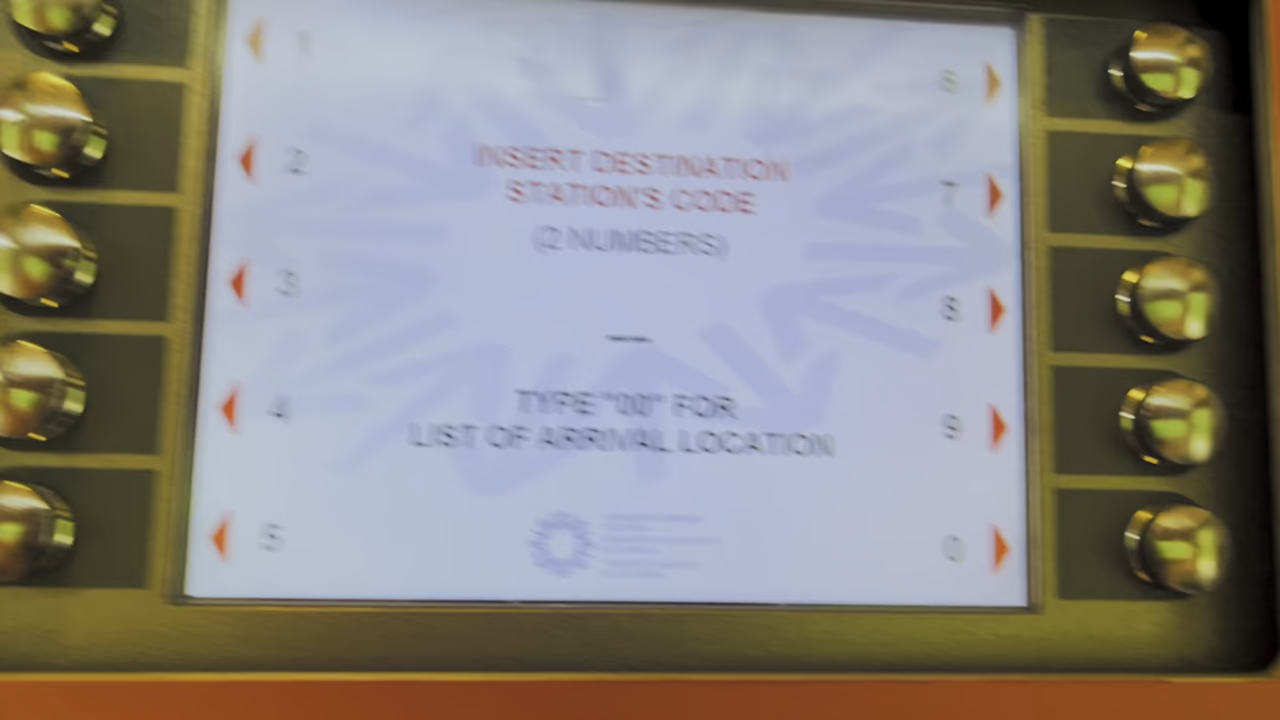 1
6
INSERT DESTINATION
2
STATION'S CODE
7
(2 NUMBERS)
3
8
TYPE "00" FOR
4
LIST OF ARRIVAL LOCATION
9
5
0